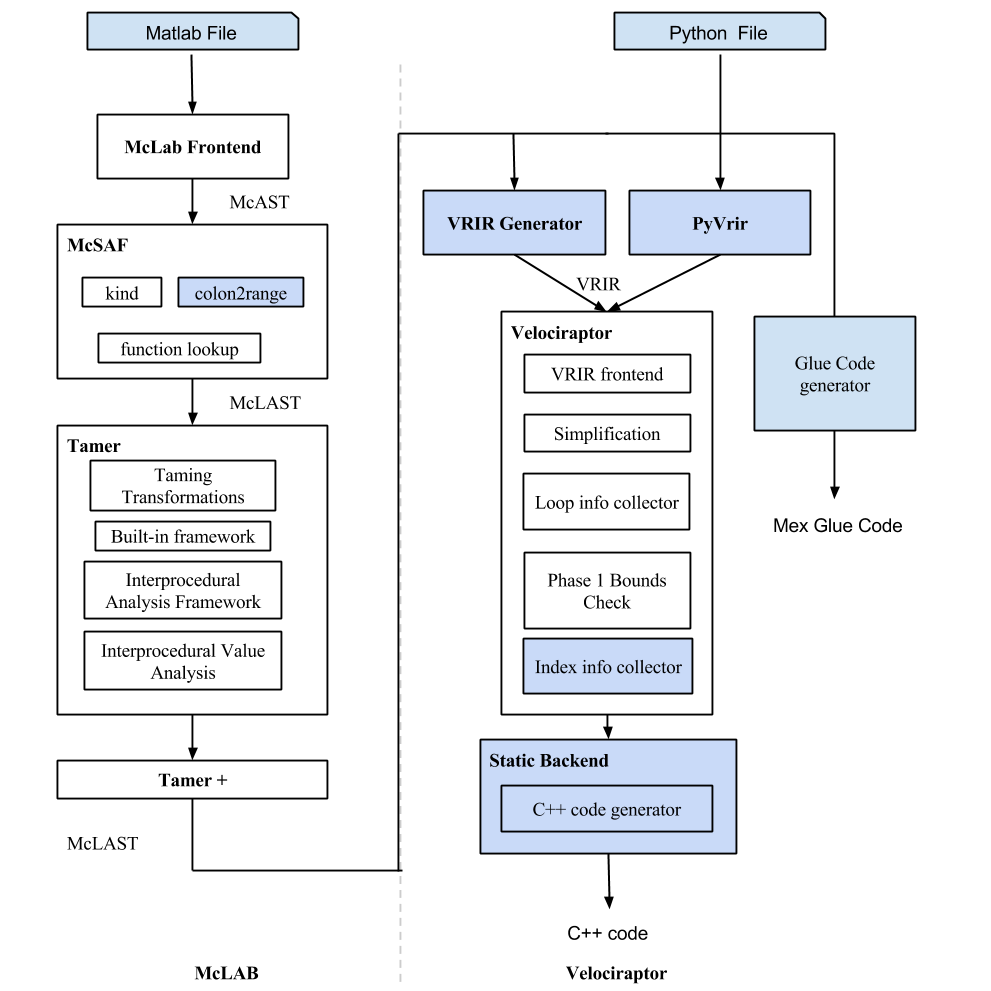 Matlab File
McLab Frontend
McAST
McSAF
kind
colon2range
function lookup
McLAST
Tamer
Taming
Transformations
Built-in framework
Interprocedural
Analysis Framework
Interprocedural Value
Analysis
Tamer +
McLAST
McLAB
Python File
VRIR Generator
PyVrir
VRIR
Velociraptor
VRIR frontend
Simplification
Loop info collector
Phase 1 Bounds
Check
Index info collector
Static Backend
C++ code generator
C++ code
Velociraptor
Glue Code
generator
Mex Glue Code